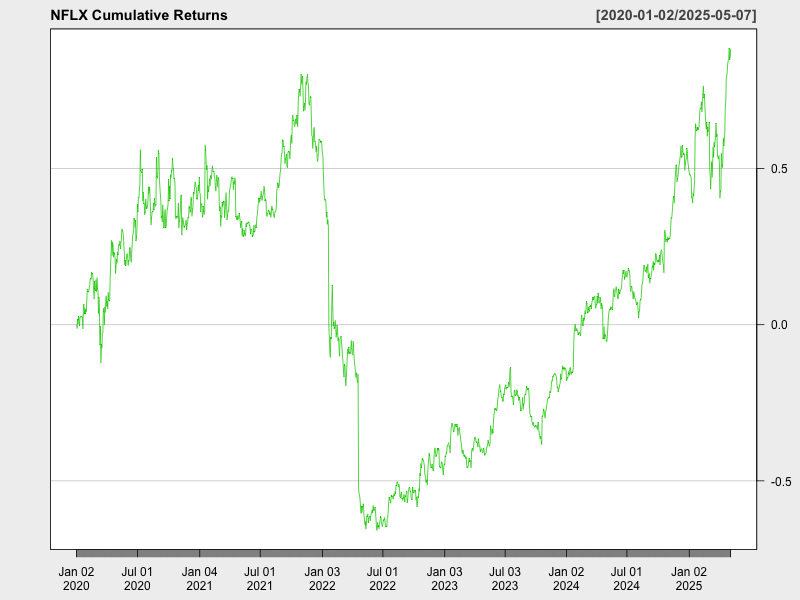 NFLX Cumulative Returns [2020-01-02/2025-05-07]
0.5
0.0
-0.5
Jan 02 Jul 01 Jan 04 Jul 01 Jan 03 Jul 01 Jan 03 Jul 03 Jan 02 Jul 01 Jan 02
2020 2020 2021 2021 2022 2022 2023 2023 2024 2024 2025